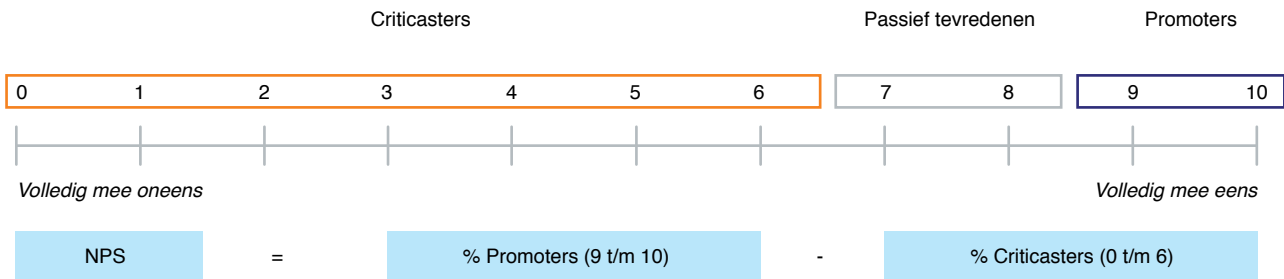 Criticasters Passief tevredenen Promoters
0 1 2 3 4 5 6 7 8 9 10
Volledig mee oneens Volledig mee eens
NPS = % Promoters (9 t/m 10) - % Criticasters (0 t/m 6)